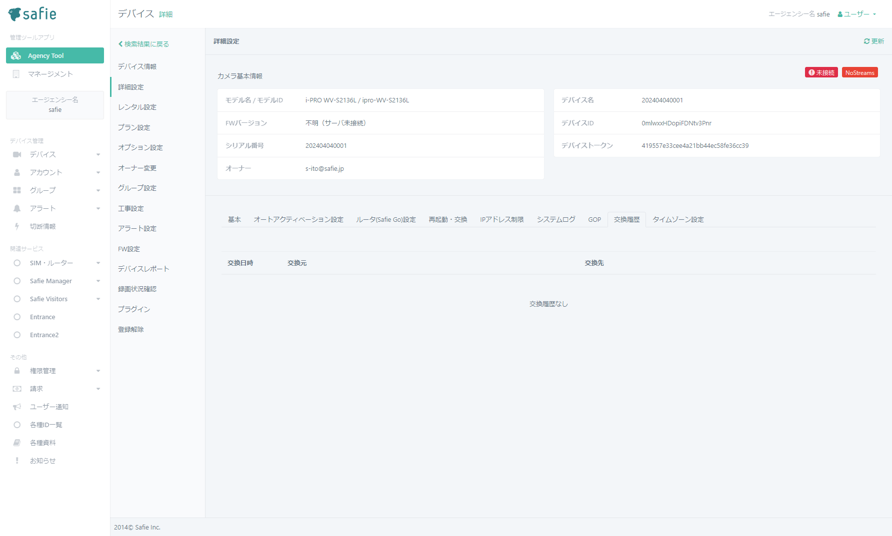 safie
デバイス 詳細
エージェンシー名 safie
ユーザー
管理ツールアプリ
Agency Tool
マネージメント
エージェンシー名
safie
デバイス管理
デバイス
アカウント
グループ
アラート
切断情報
関連サービス
SIM・ルーター
Safie Manager
Safie Visitors
Entrance
Entrance2
その他
権限管理
請求
ユーザー通知
各種ID一覧
各種資料
お知らせ
検索結果に戻る
デバイス情報
詳細設定
レンタル設定
プラン設定
オプション設定
オーナー変更
グループ設定
工事設定
アラート設定
FW設定
デバイスレポート
録画状況確認
プラグイン
登録解除
詳細設定
更新
カメラ基本情報
未接続 NoStreams
モデル名 / モデルID i-PRO WV-S2136L / ipro-WV-S2136L
FWバージョン 不明（サーバ未接続）
シリアル番号 202404040001
オーナー s-ito@safie.jp
デバイス名 202404040001
デバイスID 0mlwxxHDopiFDNtv3Pnr
デバイストークン 419557e33cee4a21bb44ec58fe36cc39
基本 オートアクティベーション設定 ルータ(Safie Go)設定 再起動・交換 IPアドレス制限 システムログ GOP 交換履歴 タイムゾーン設定
交換日時 交換元 交換先
交換履歴なし
2014© Safie Inc.